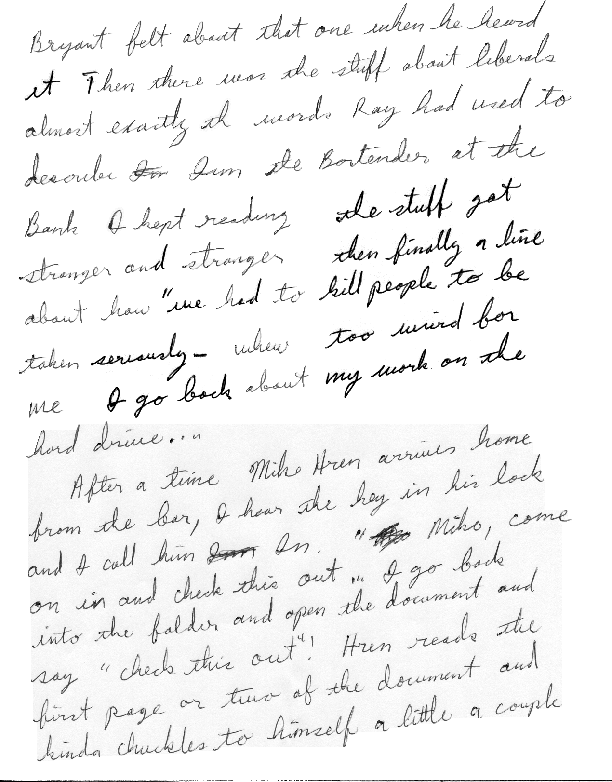 Bryant felt about that one when he heard
it Then there was the stuff about liberals
almost exactly th words Ray had used to
describe Jim the Bartender at the
Bank I kept reading the stuff got
stranger and stranger then finally a line
about how "we had to kill people to be
taken seriously — whew too weird for
me I go back about my work on the
hard drive..."
After a time Mike Hren arrives home
from the bar, I hear the key in his lock
and I call him In. " Mike, come
on in and check this out ... I go back
into the folder and open the document and
say "check this out"! Hren reads the
first page or two of the document and
kinda chuckles to himself a little a couple